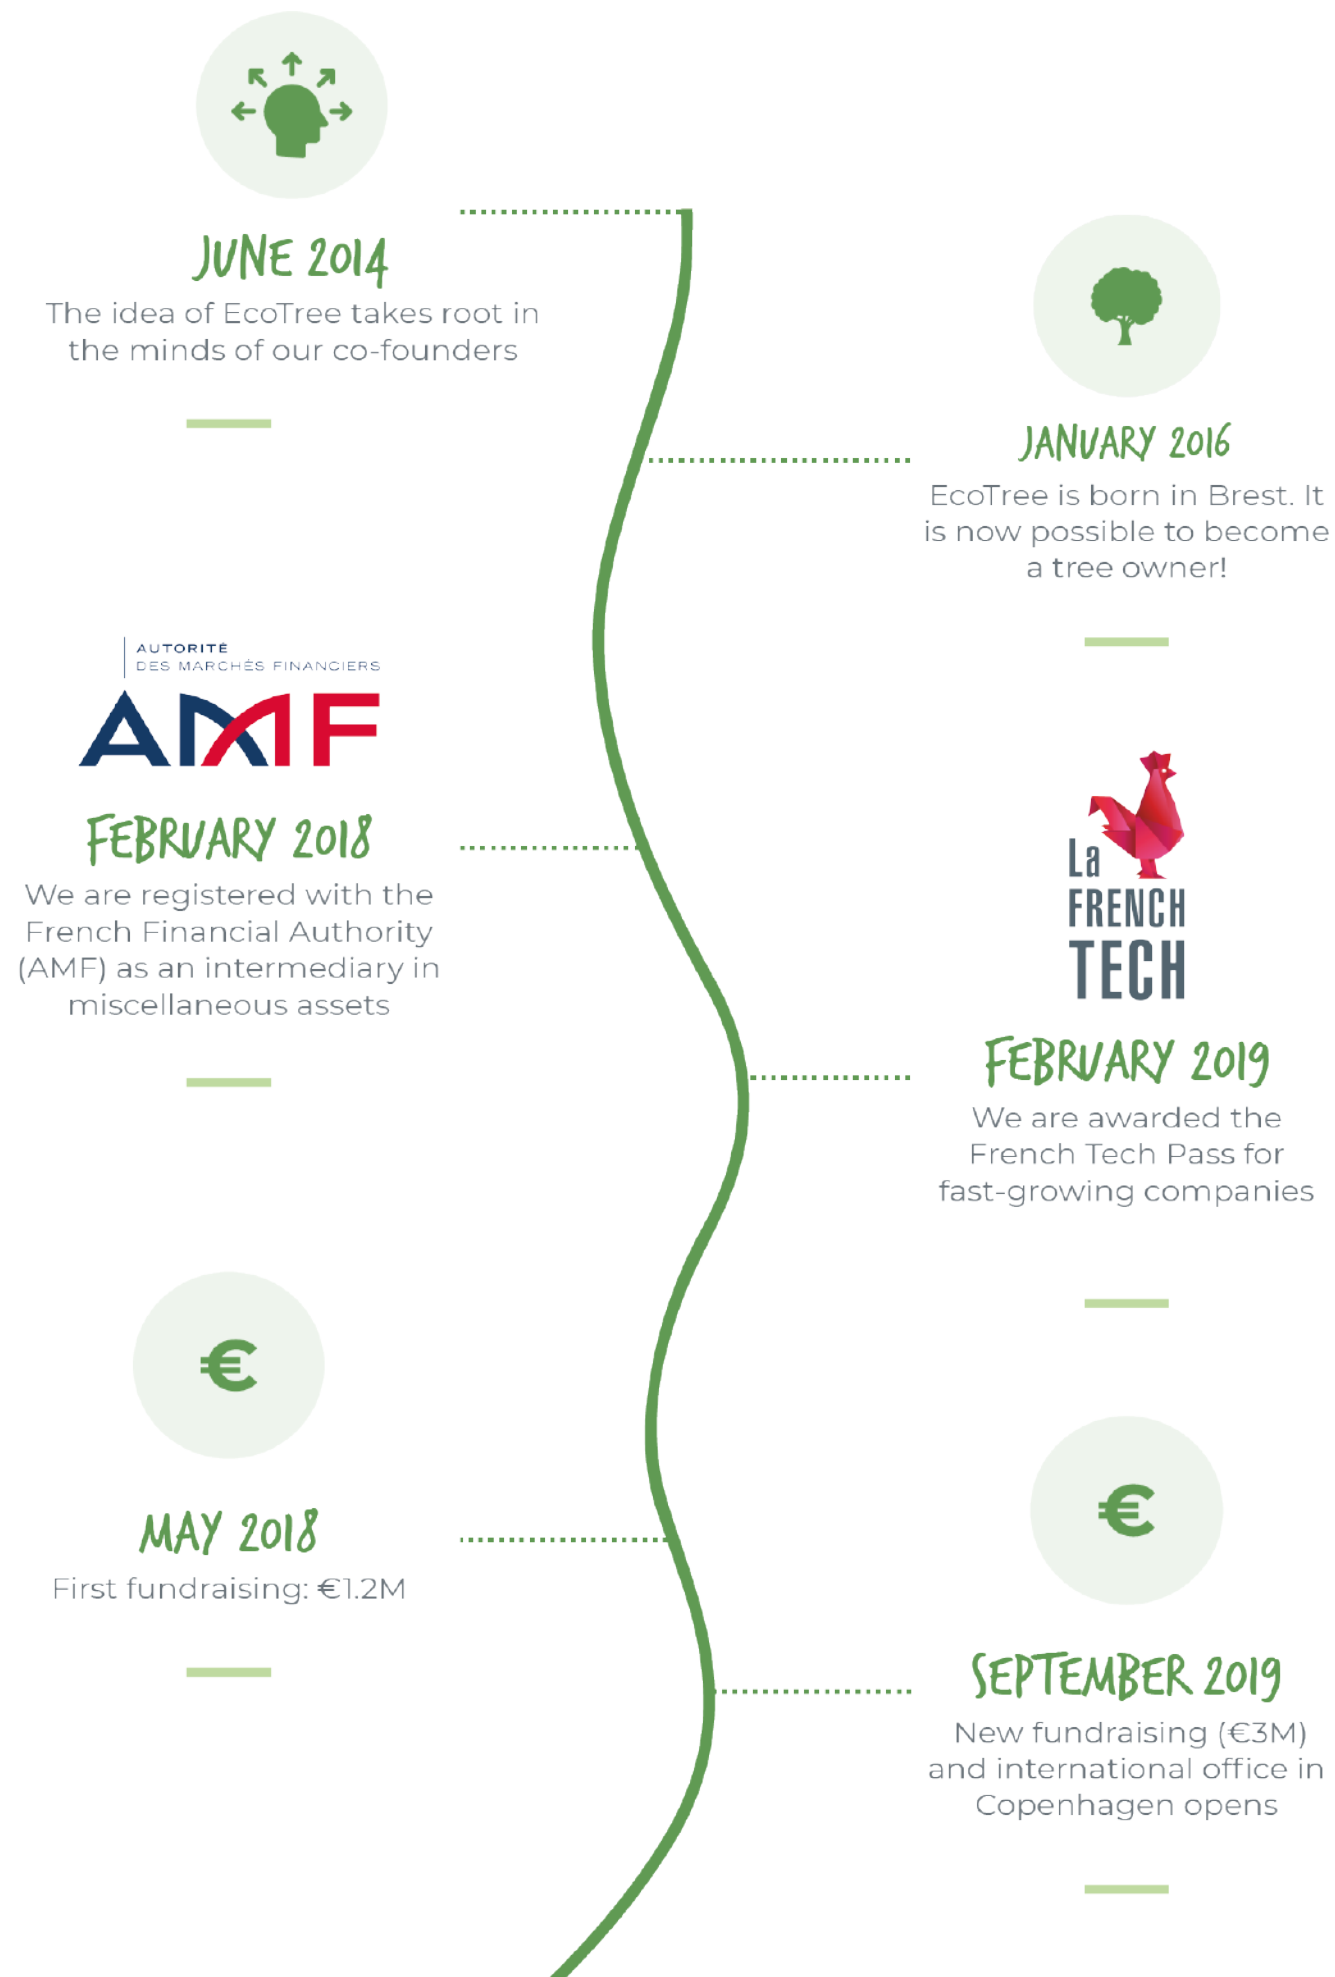 JUNE 2014
The idea of EcoTree takes root in
the minds of our co-founders
JANUARY 2016
EcoTree is born in Brest. It
is now possible to become
a tree owner!
AUTORITÉ
DES MARCHÉS FINANCIERS
AMF
FEBRUARY 2018
We are registered with the
French Financial Authority
(AMF) as an intermediary in
miscellaneous assets
La
FRENCH
TECH
FEBRUARY 2019
We are awarded the
French Tech Pass for
fast-growing companies
€
MAY 2018
First fundraising: €1.2M
€
SEPTEMBER 2019
New fundraising (€3M)
and international office in
Copenhagen opens